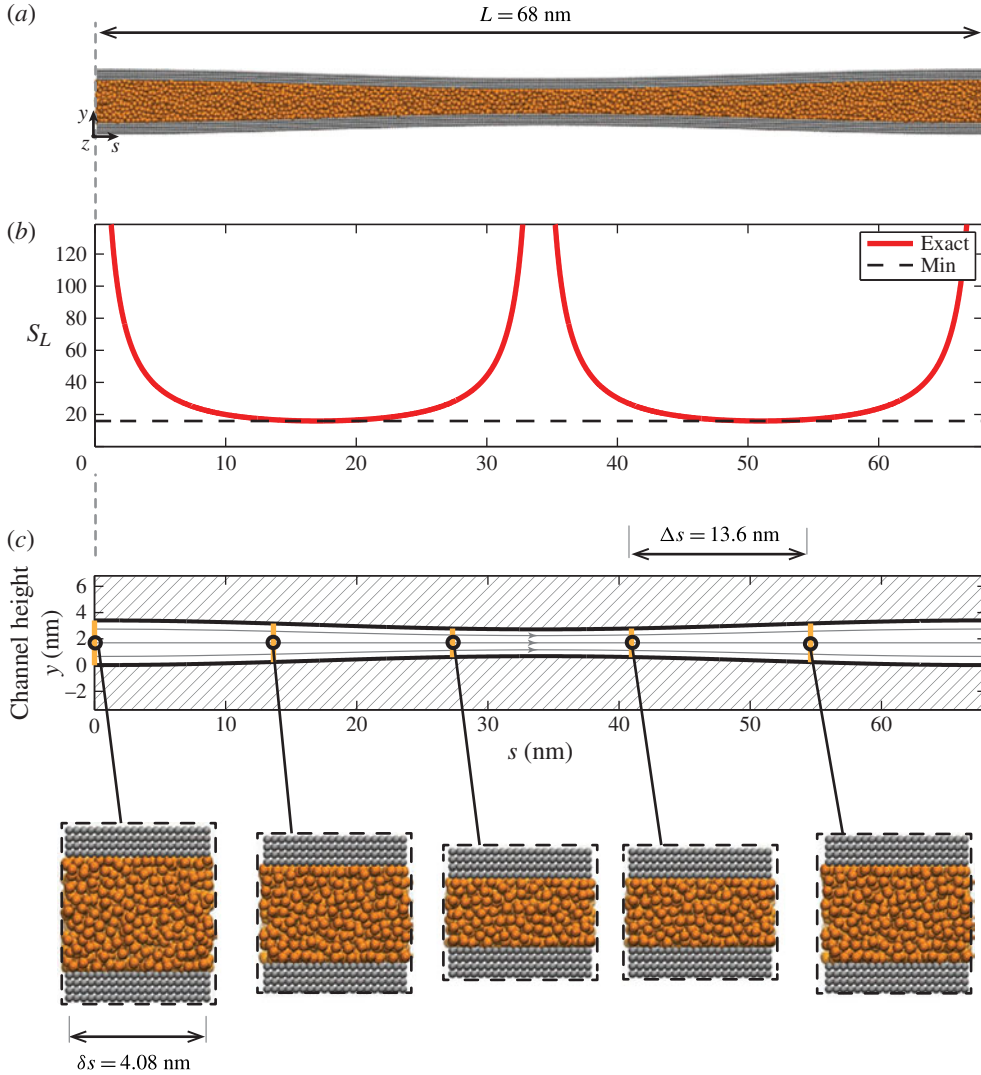 (a)
L = 68 nm
y
z
s
(b)
120
100
80
60
40
20
S_L
Exact
Min
0 10 20 30 40 50 60
(c)
Δs = 13.6 nm
Channel height
y (nm)
6
4
2
0
−2
0 10 20 30 40 50 60
s (nm)
δs = 4.08 nm